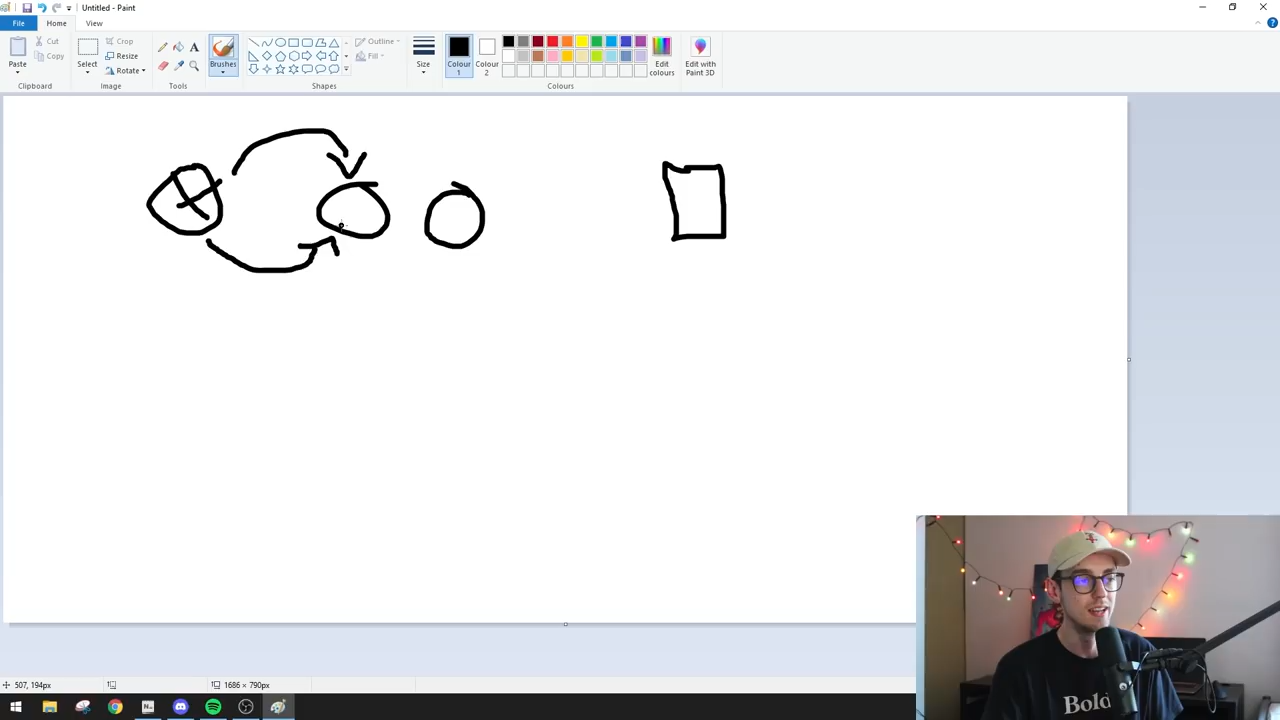 Untitled - Paint
File
Home
View
Paste
Cut
Copy
Clipboard
Select
Crop
Resize
Rotate
Image
A
Tools
Brushes
Outline
Fill
Shapes
Size
Colour 1
Colour 2
Edit colours
Edit with Paint 3D
Colours
507, 194px
1686 × 790px
Bold